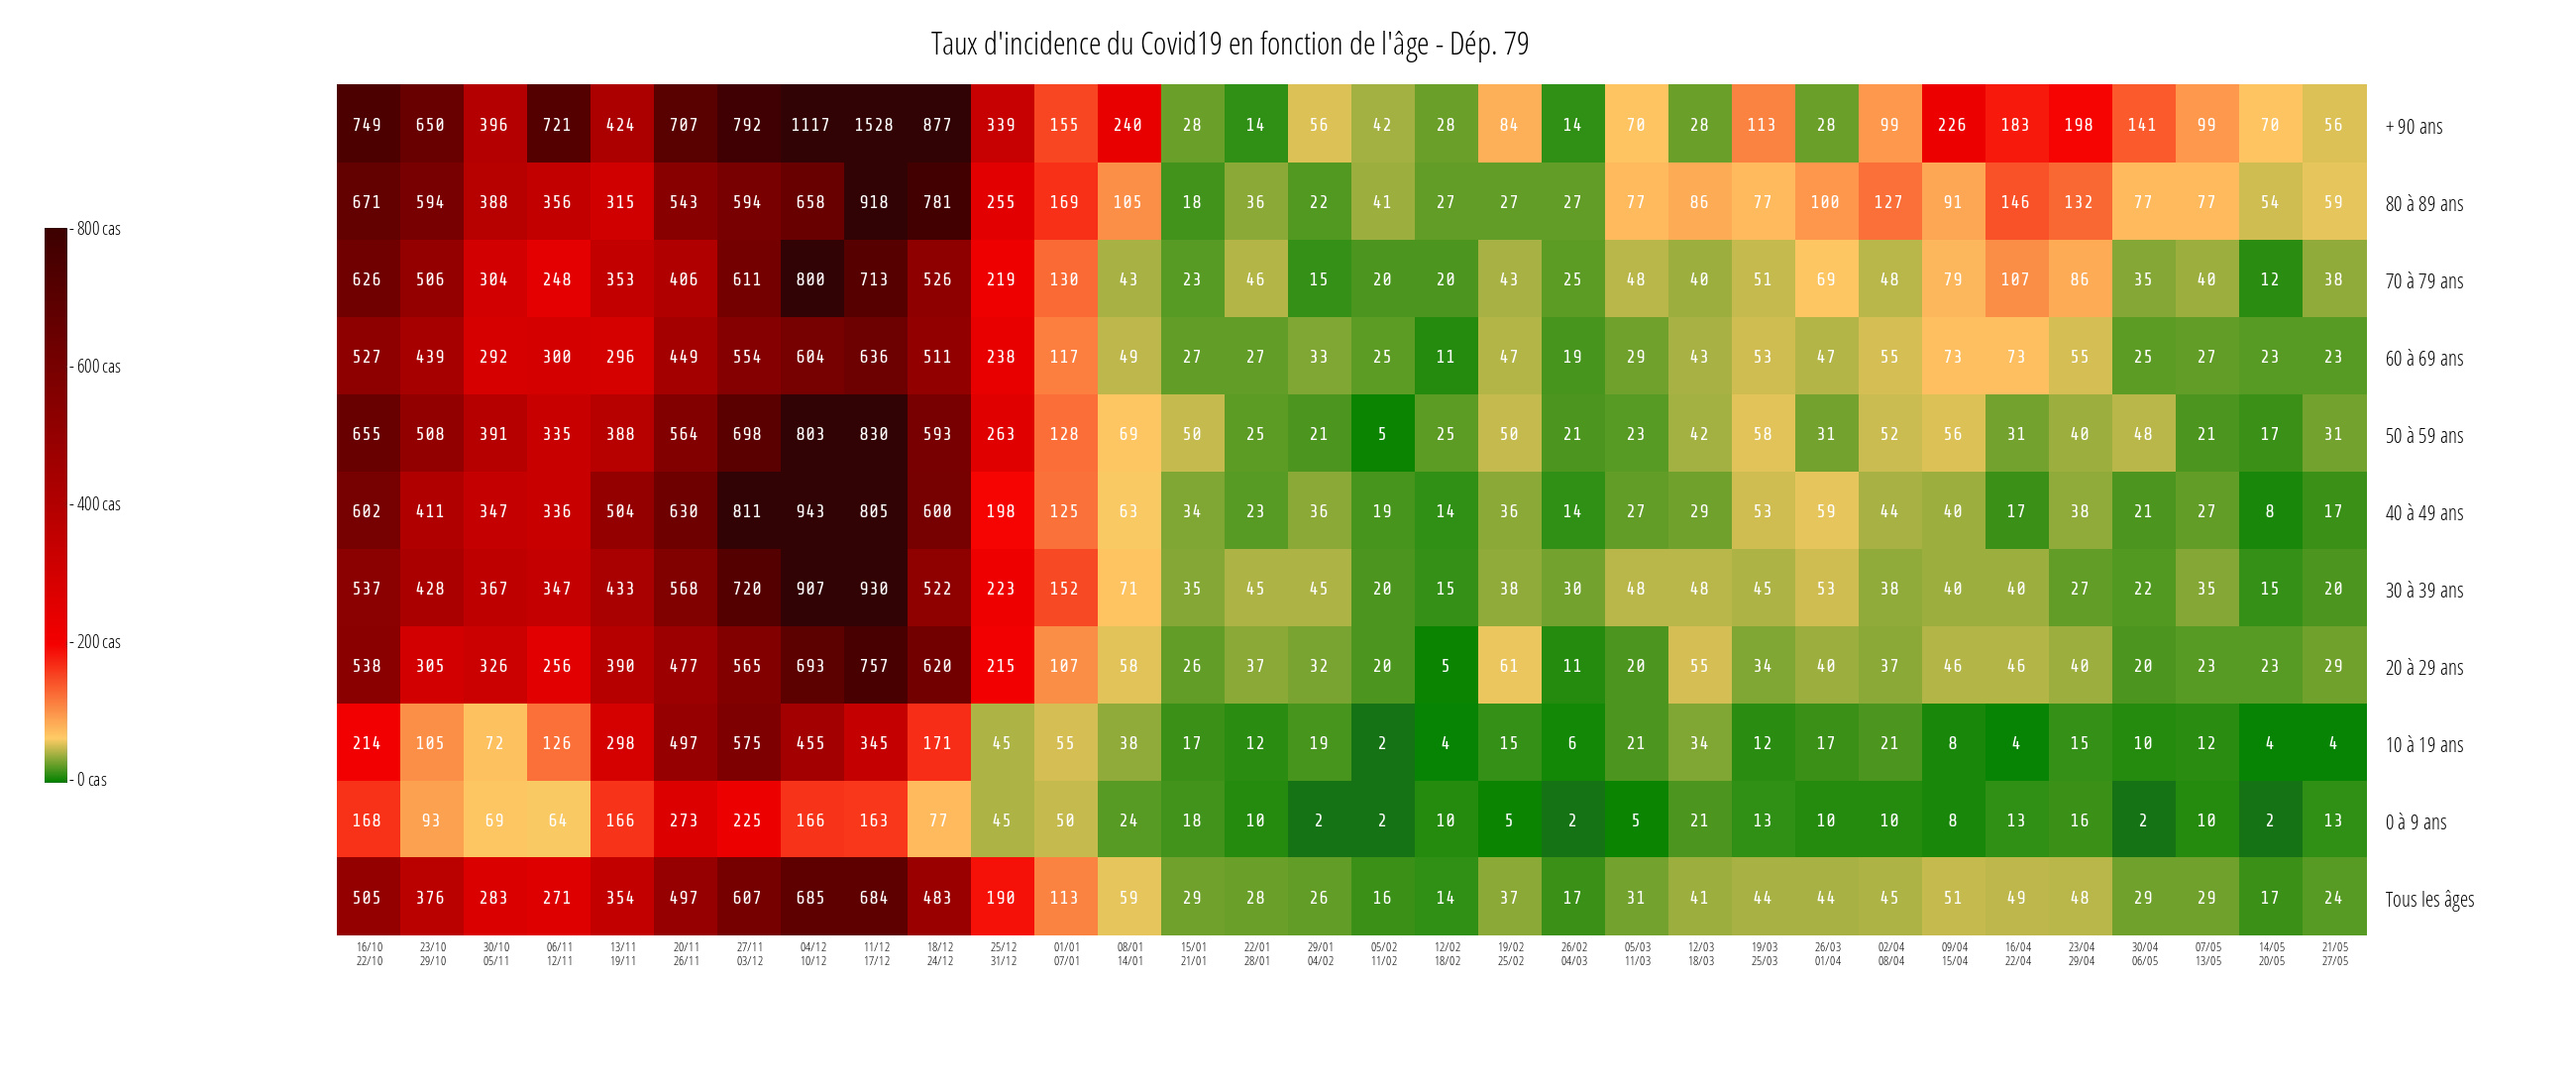 Taux d'incidence du Covid19 en fonction de l'âge - Dép. 79
- 800 cas
- 600 cas
- 400 cas
- 200 cas
- 0 cas
749 650 396 721 424 707 792 1117 1528 877 339 155 240 28 14 56 42 28 84 14 70 28 113 28 99 226 183 198 141 99 70 56 + 90 ans
671 594 388 356 315 543 594 658 918 781 255 169 105 18 36 22 41 27 27 27 77 86 77 100 127 91 146 132 77 77 54 59 80 à 89 ans
626 506 304 248 353 406 611 800 713 526 219 130 43 23 46 15 20 20 43 25 48 40 51 69 48 79 107 86 35 40 12 38 70 à 79 ans
527 439 292 300 296 449 554 604 636 511 238 117 49 27 27 33 25 11 47 19 29 43 53 47 55 73 73 55 25 27 23 23 60 à 69 ans
655 508 391 335 388 564 698 803 830 593 263 128 69 50 25 21 5 25 50 21 23 42 58 31 52 56 31 40 48 21 17 31 50 à 59 ans
602 411 347 336 504 630 811 943 805 600 198 125 63 34 23 36 19 14 36 14 27 29 53 59 44 40 17 38 21 27 8 17 40 à 49 ans
537 428 367 347 433 568 720 907 930 522 223 152 71 35 45 45 20 15 38 30 48 48 45 53 38 40 40 27 22 35 15 20 30 à 39 ans
538 305 326 256 390 477 565 693 757 620 215 107 58 26 37 32 20 5 61 11 20 55 34 40 37 46 46 40 20 23 23 29 20 à 29 ans
214 105 72 126 298 497 575 455 345 171 45 55 38 17 12 19 2 4 15 6 21 34 12 17 21 8 4 15 10 12 4 4 10 à 19 ans
168 93 69 64 166 273 225 166 163 77 45 50 24 18 10 2 2 10 5 2 5 21 13 10 10 8 13 16 2 10 2 13 0 à 9 ans
505 376 283 271 354 497 607 685 684 483 190 113 59 29 28 26 16 14 37 17 31 41 44 44 45 51 49 48 29 29 17 24 Tous les âges
16/10 23/10 30/10 06/11 13/11 20/11 27/11 04/12 11/12 18/12 25/12 01/01 08/01 15/01 22/01 29/01 05/02 12/02 19/02 26/02 05/03 12/03 19/03 26/03 02/04 09/04 16/04 23/04 30/04 07/05 14/05 21/05
22/10 29/10 05/11 12/11 19/11 26/11 03/12 10/12 17/12 24/12 31/12 07/01 14/01 21/01 28/01 04/02 11/02 18/02 25/02 04/03 11/03 18/03 25/03 01/04 08/04 15/04 22/04 29/04 06/05 13/05 20/05 27/05